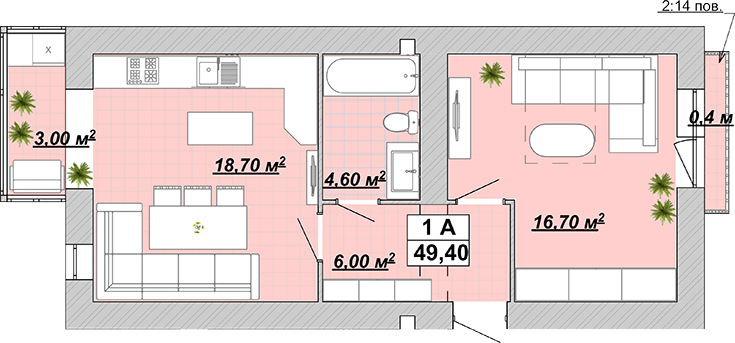 2:14 пов.
X
3,00 м²
18,70 м²
4,60 м²
0,4 м
16,70 м²
1 А
49,40
6,00 м²